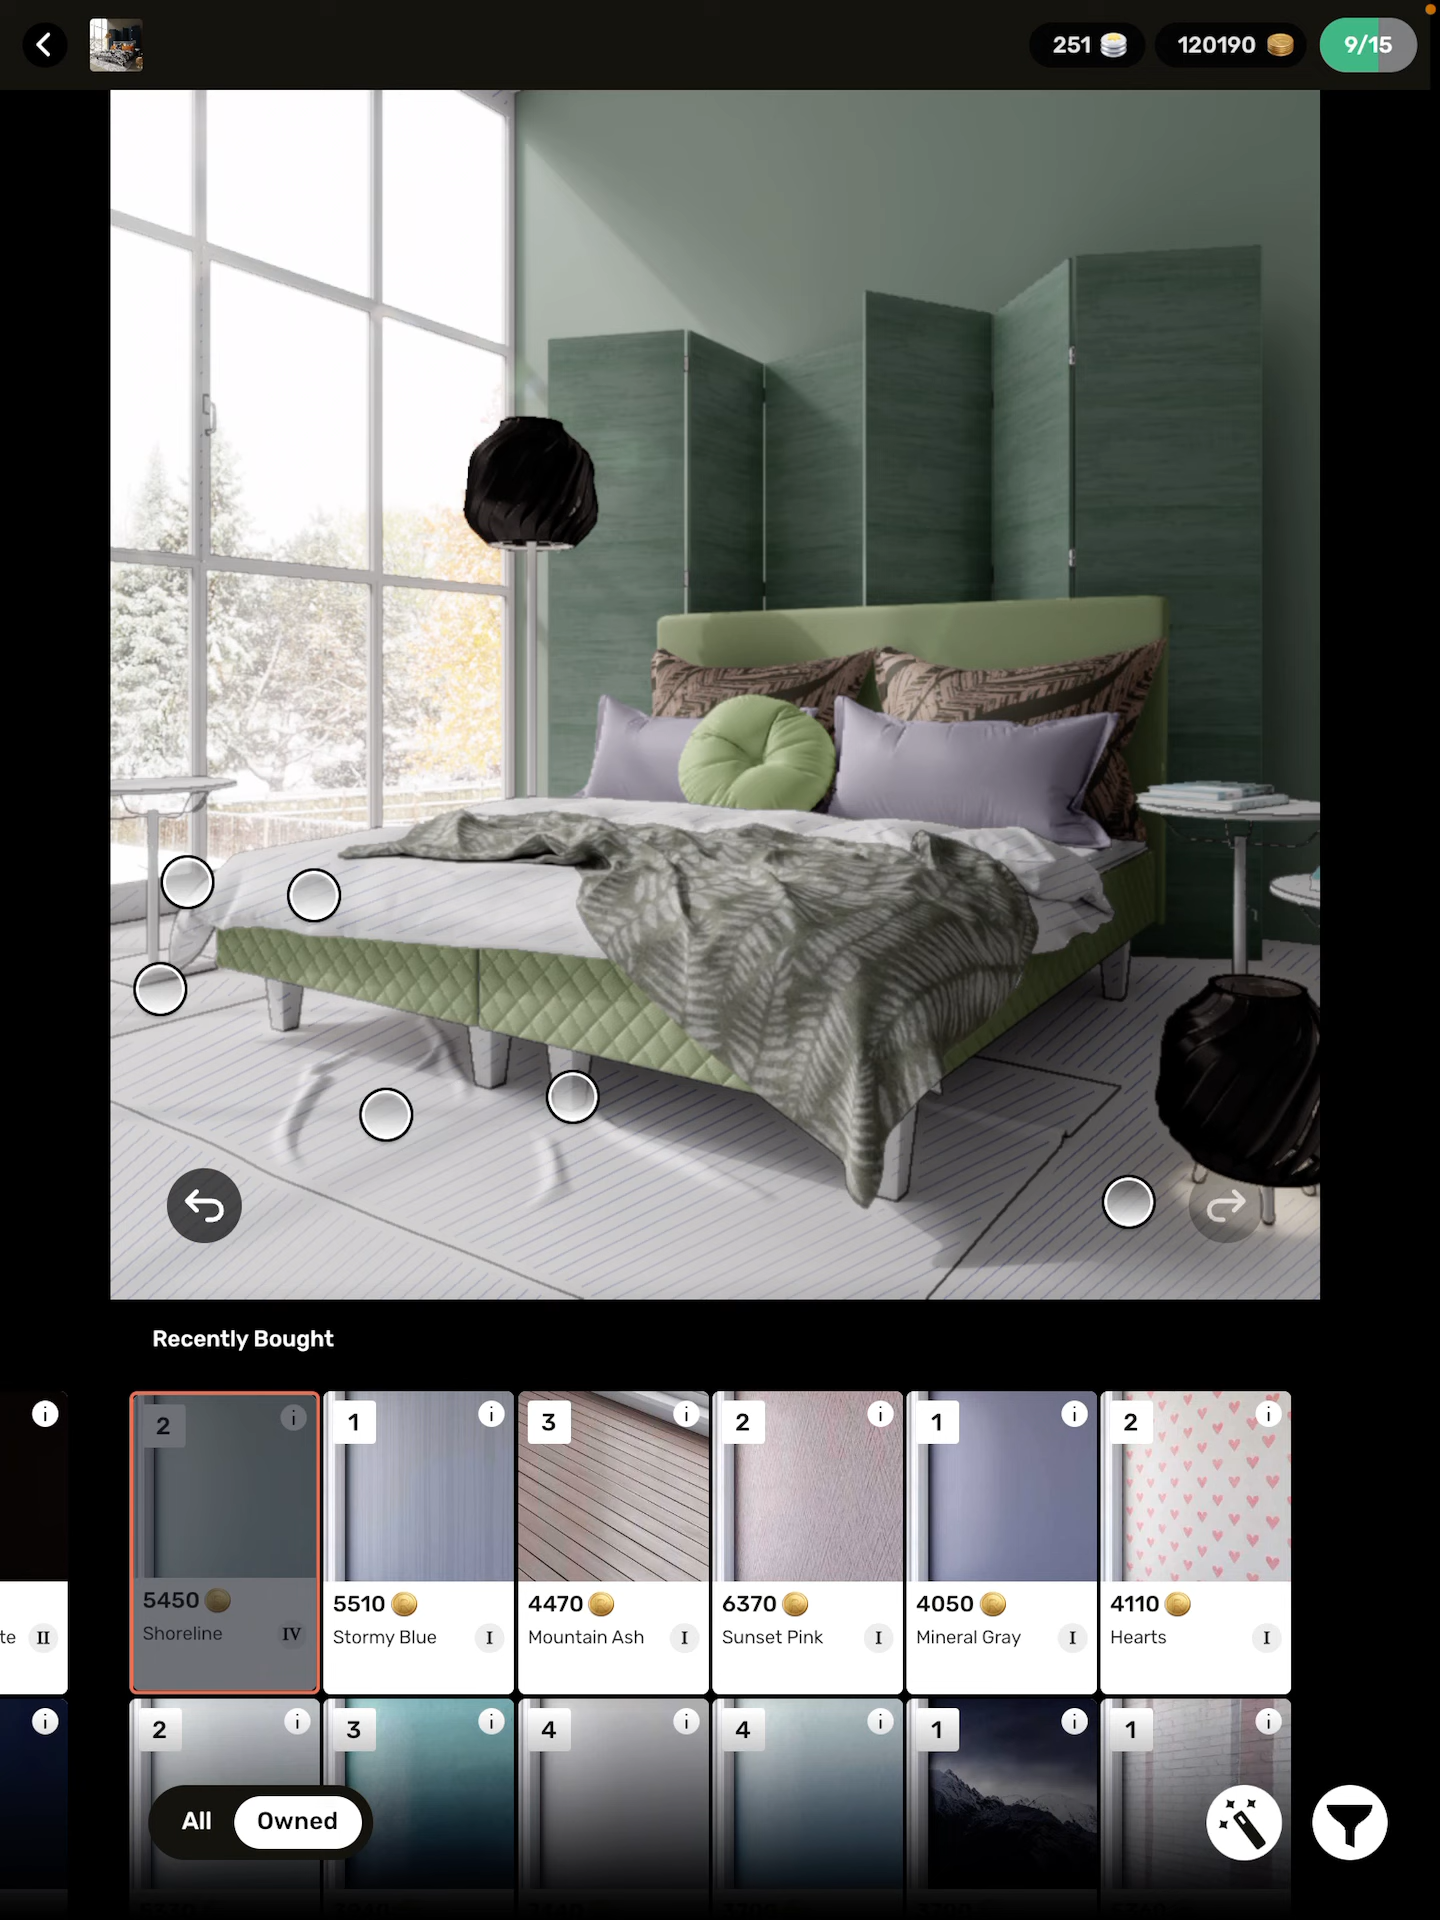 251
120190
9/15
Recently Bought
2
i
1
i
3
i
2
i
1
i
2
i
i
5450
5510
4470
6370
4050
4110
te II
Shoreline IV
Stormy Blue I
Mountain Ash I
Sunset Pink I
Mineral Gray I
Hearts I
i
2
i
3
i
4
i
4
i
1
i
1
i
All
Owned